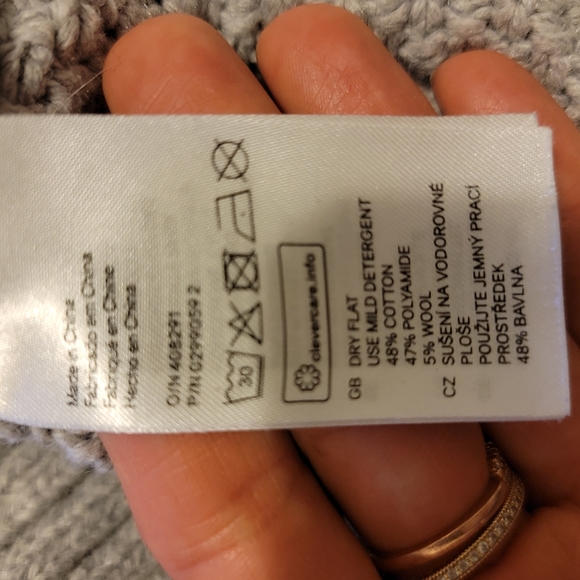 Made in China
Fabricado em China
Fabriqué en Chine
Hecho en China
O/N 408291
P/N 0299059 2
30
clevercare.info
GB DRY FLAT
USE MILD DETERGENT
48% COTTON
47% POLYAMIDE
5% WOOL
CZ SUŠENÍ NA VODOROVNÉ
PLOŠE
POUŽIJTE JEMNÝ PRACÍ
PROSTŘEDEK
48% BAVLNA